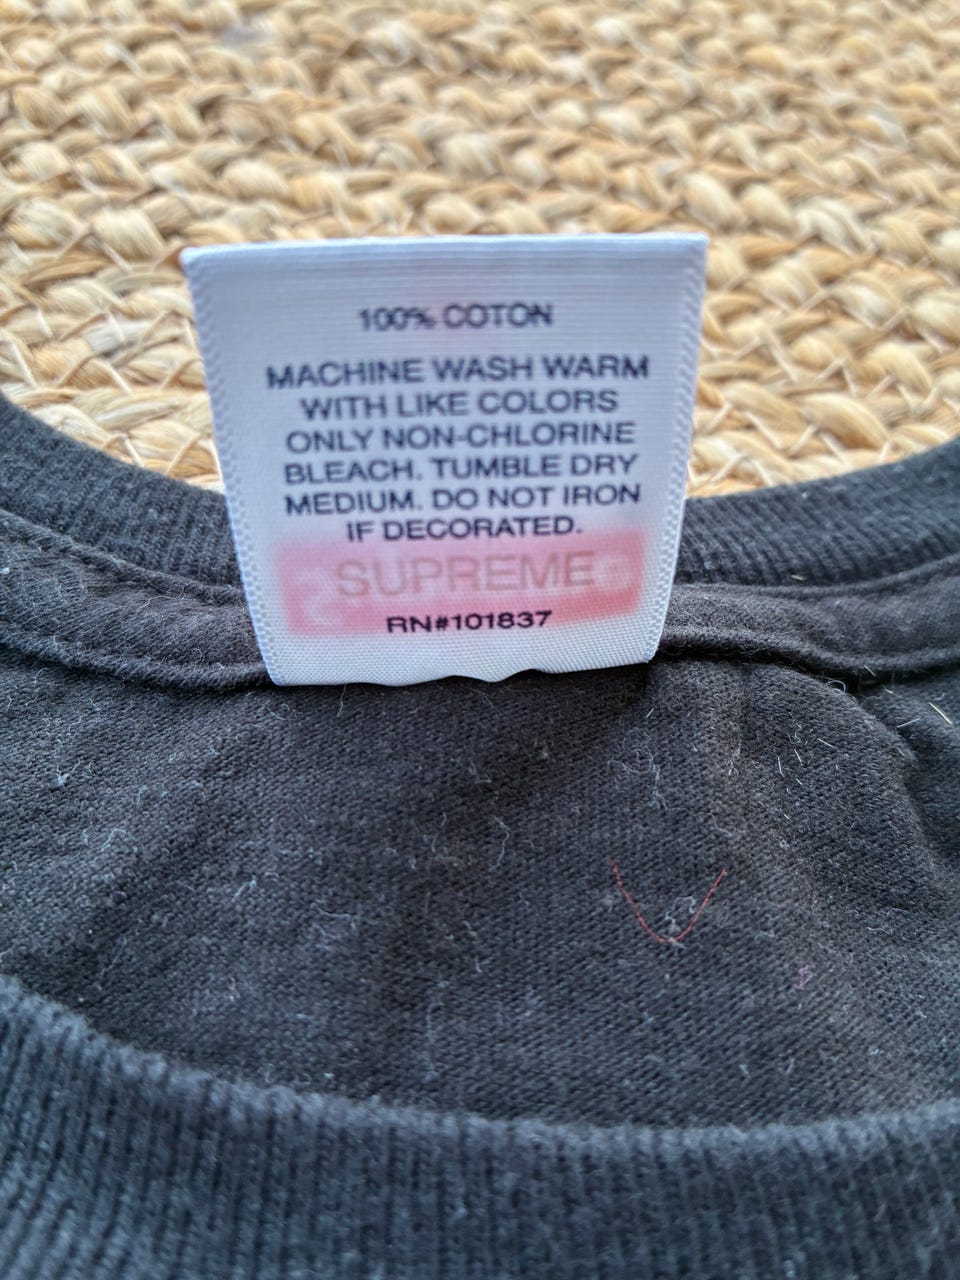 100% COTON
MACHINE WASH WARM
WITH LIKE COLORS
ONLY NON-CHLORINE
BLEACH. TUMBLE DRY
MEDIUM. DO NOT IRON
IF DECORATED.
SUPREME
RN#101837